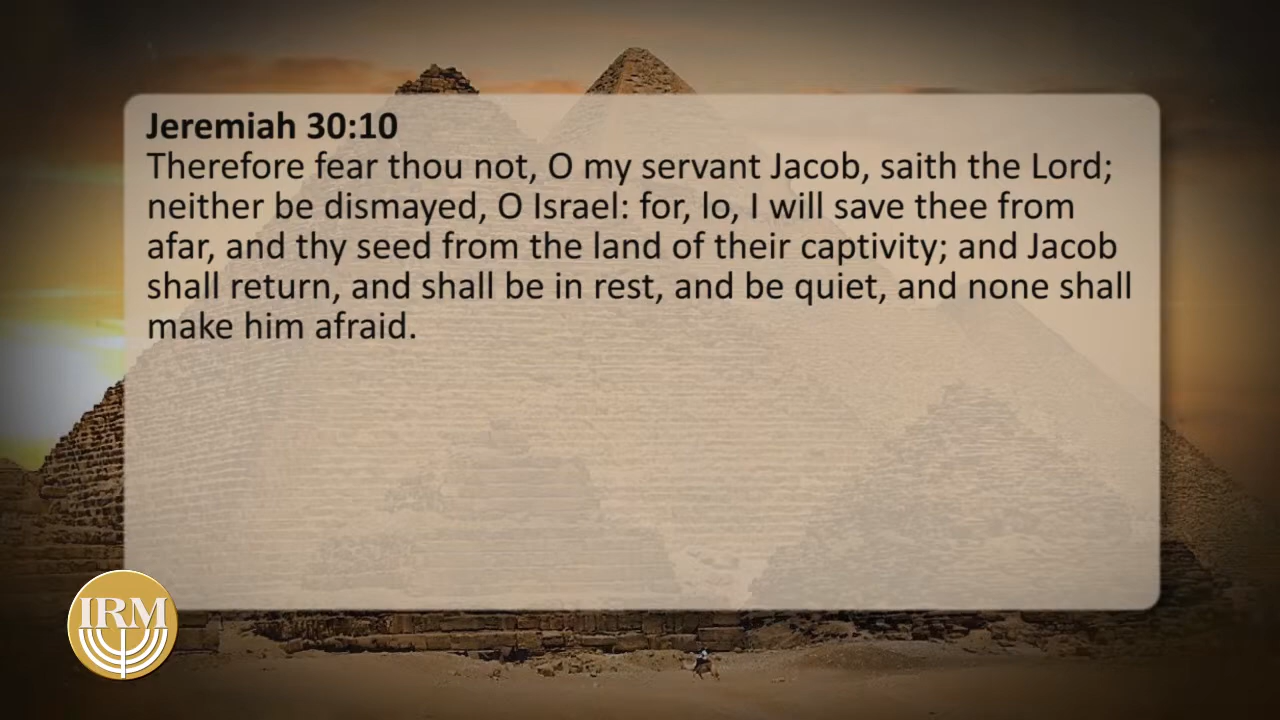 Jeremiah 30:10
Therefore fear thou not, O my servant Jacob, saith the Lord;
neither be dismayed, O Israel: for, lo, I will save thee from
afar, and thy seed from the land of their captivity; and Jacob
shall return, and shall be in rest, and be quiet, and none shall
make him afraid.
IRM